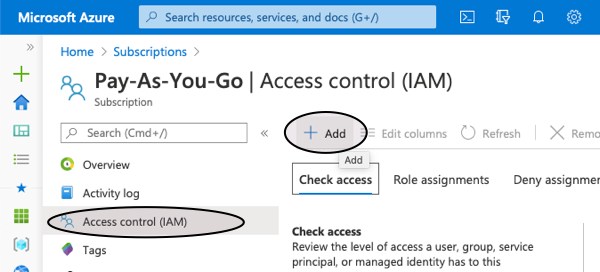 Microsoft Azure
Search resources, services, and docs (G+/)
Home > Subscriptions >
Pay-As-You-Go | Access control (IAM)
Subscription
Search (Cmd+/)
Add
Edit columns
Refresh
Remo
Add
Overview
Activity log
Access control (IAM)
Tags
Check access
Role assignments
Deny assignmen
Check access
Review the level of access a user, group, service
principal, or managed identity has to this